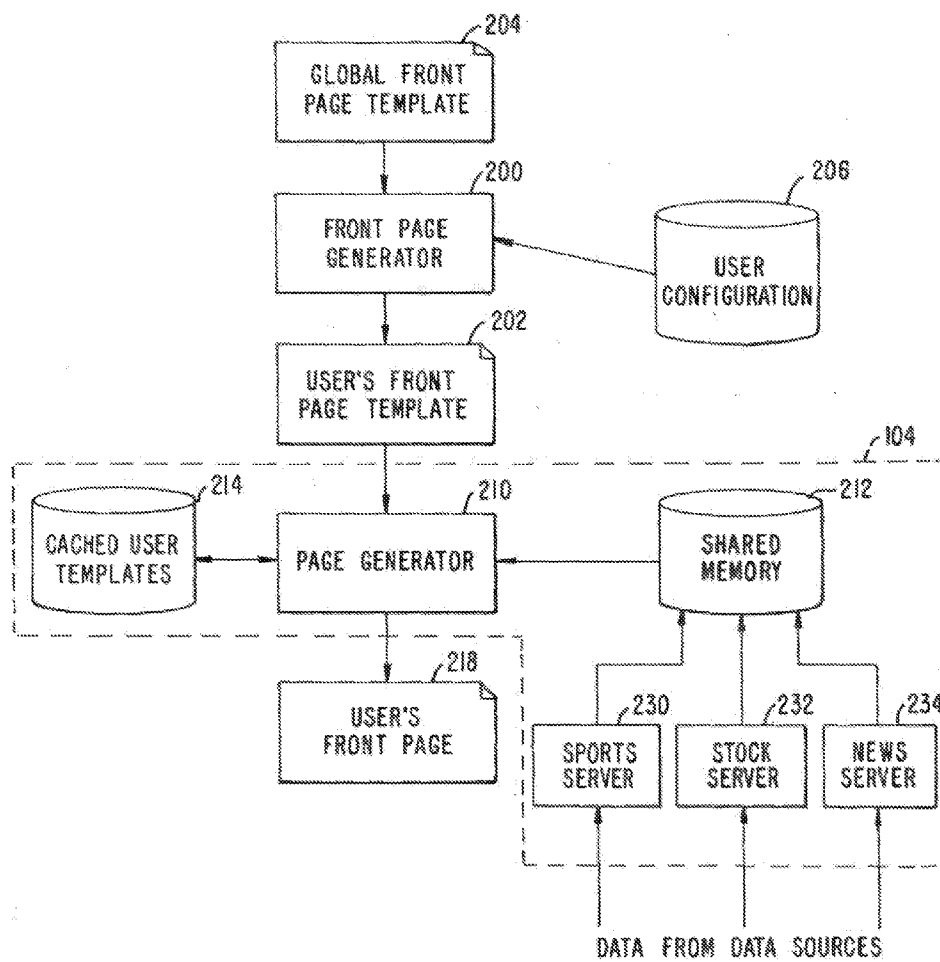 204
GLOBAL FRONT
PAGE TEMPLATE
200
FRONT PAGE
GENERATOR
206
USER
CONFIGURATION
202
USER'S FRONT
PAGE TEMPLATE
104
214
CACHED USER
TEMPLATES
210
PAGE GENERATOR
212
SHARED
MEMORY
218
USER'S
FRONT PAGE
230
SPORTS
SERVER
232
STOCK
SERVER
234
NEWS
SERVER
DATA FROM DATA SOURCES